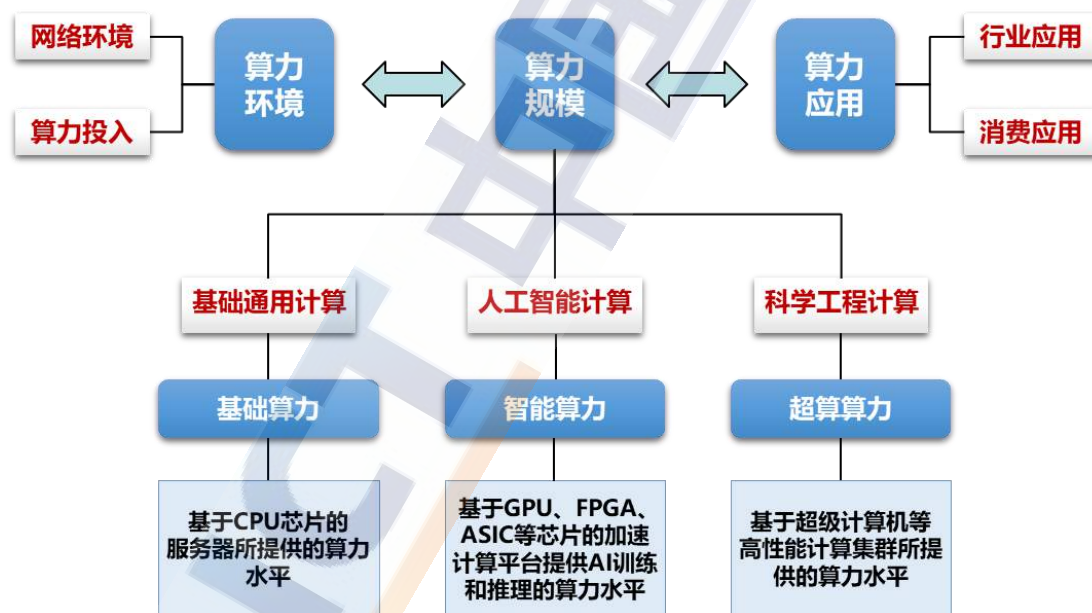 网络环境
算力投入
算力
环境
算力
规模
算力
应用
行业应用
消费应用
基础通用计算
人工智能计算
科学工程计算
基础算力
智能算力
超算算力
基于CPU芯片的
服务器所提供的算力
水平
基于GPU、FPGA、
ASIC等芯片的加速
计算平台提供AI训练
和推理的算力水平
基于超级计算机等
高性能计算集群所提
供的算力水平